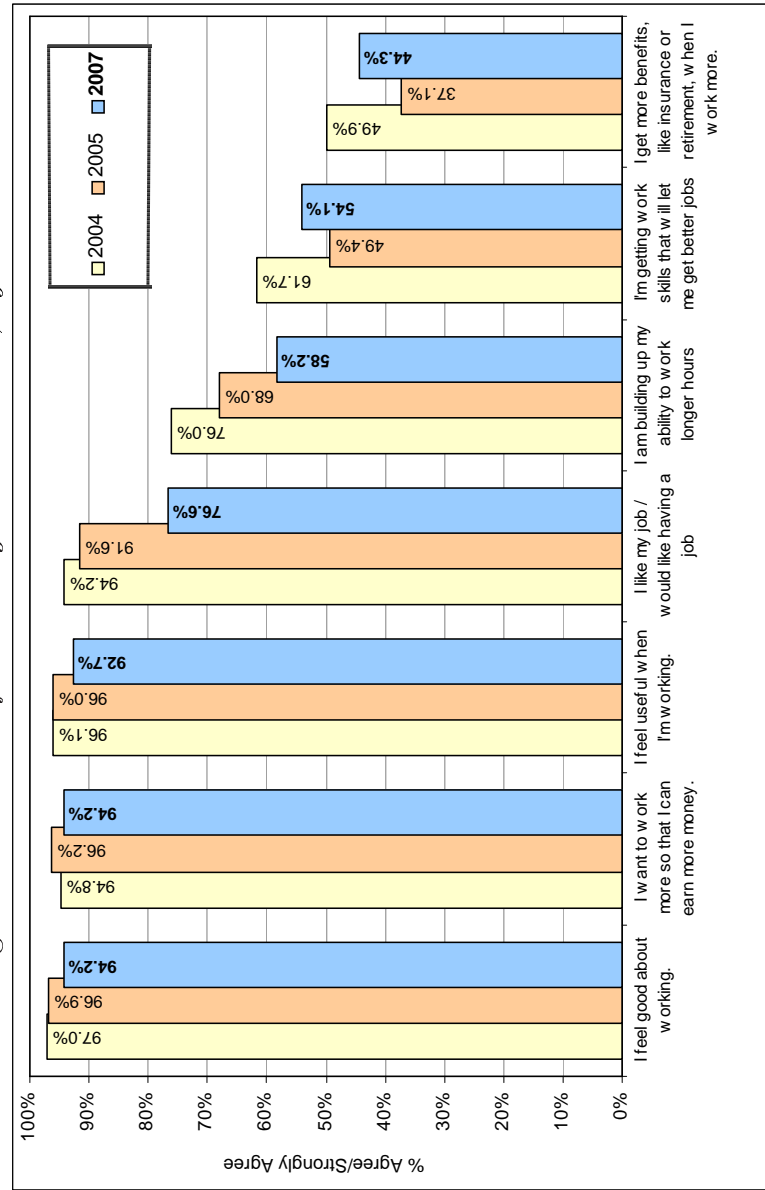 2004 2005 2007
100%
90%
80%
70%
60%
50%
40%
30%
20%
10%
0%
% Agree/Strongly Agree
97.0%
96.9%
94.2%
94.8%
96.2%
94.2%
96.1%
96.0%
92.7%
94.2%
91.6%
76.6%
76.0%
68.0%
58.2%
61.7%
49.4%
54.1%
49.9%
37.1%
44.3%
I feel good about
working.
I want to work
more so that I can
earn more money.
I feel useful when
I'm working.
I like my job /
would like having a
job
I am building up my
ability to work
longer hours
I'm getting work
skills that will let
me get better jobs
I get more benefits,
like insurance or
retirement, when I
work more.